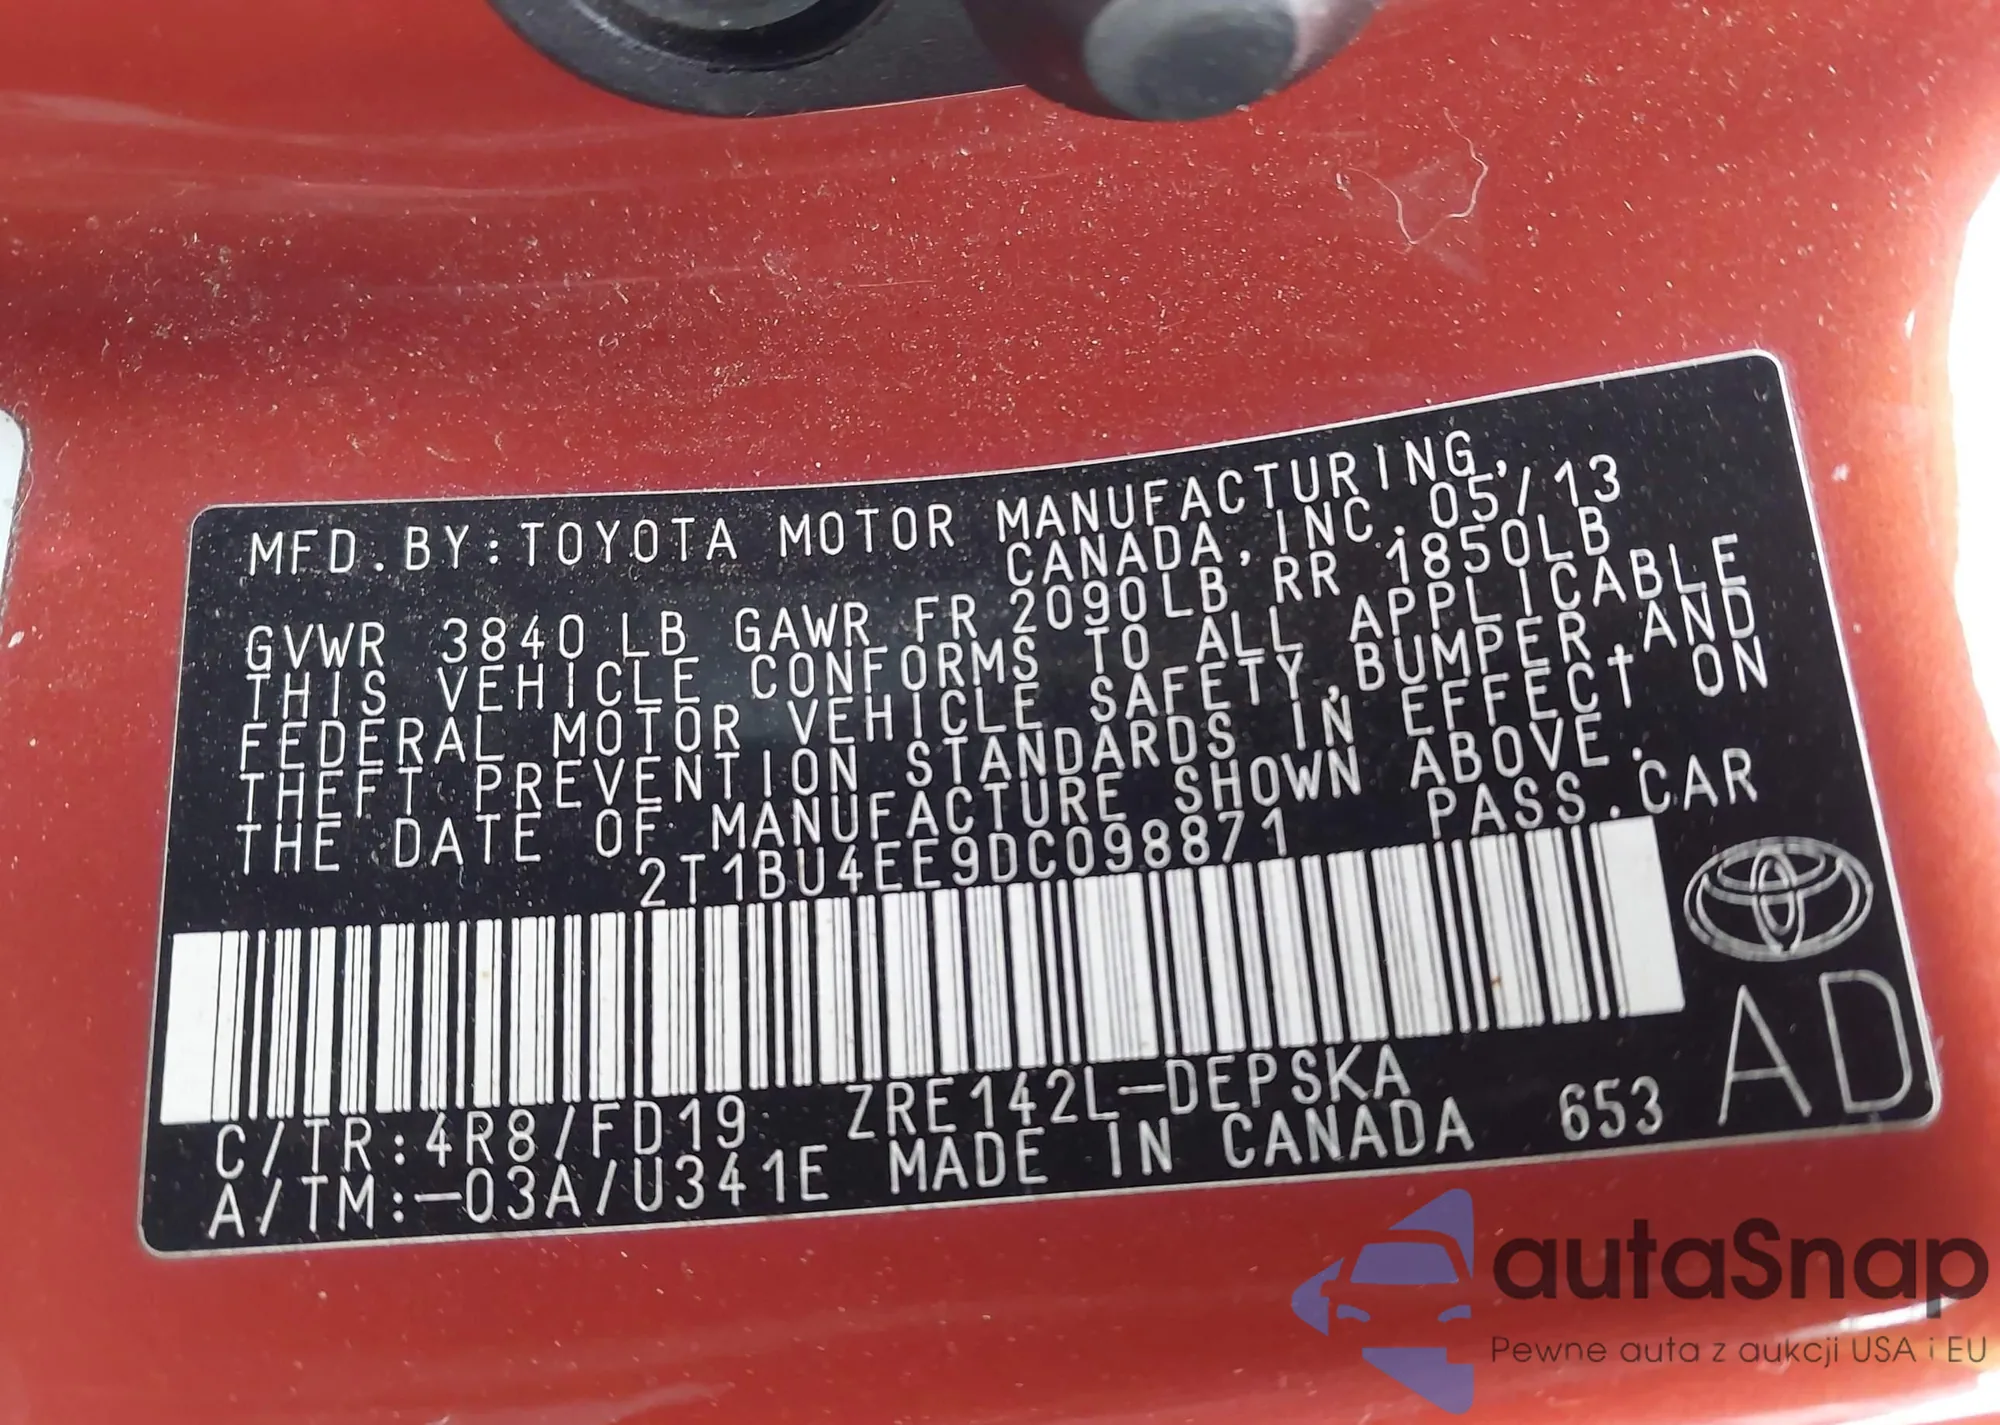 MFD.BY:TOYOTA MOTOR MANUFACTURING,
CANADA, INC. 05/13
GVWR 3840 LB GAWR FR 2090LB RR 1850LB
THIS VEHICLE CONFORMS TO ALL APPLICABLE
FEDERAL MOTOR VEHICLE SAFETY,BUMPER,AND
THEFT PREVENTION STANDARDS IN EFFECT ON
THE DATE OF MANUFACTURE SHOWN ABOVE.
2T1BU4EE9DC098871 PASS.CAR
C/TR:4R8/FD19 ZRE142L-DEPSKA
A/TM:-03A/U341E MADE IN CANADA 653
AD
autaSnap
Pewne auta z aukcji USA i EU